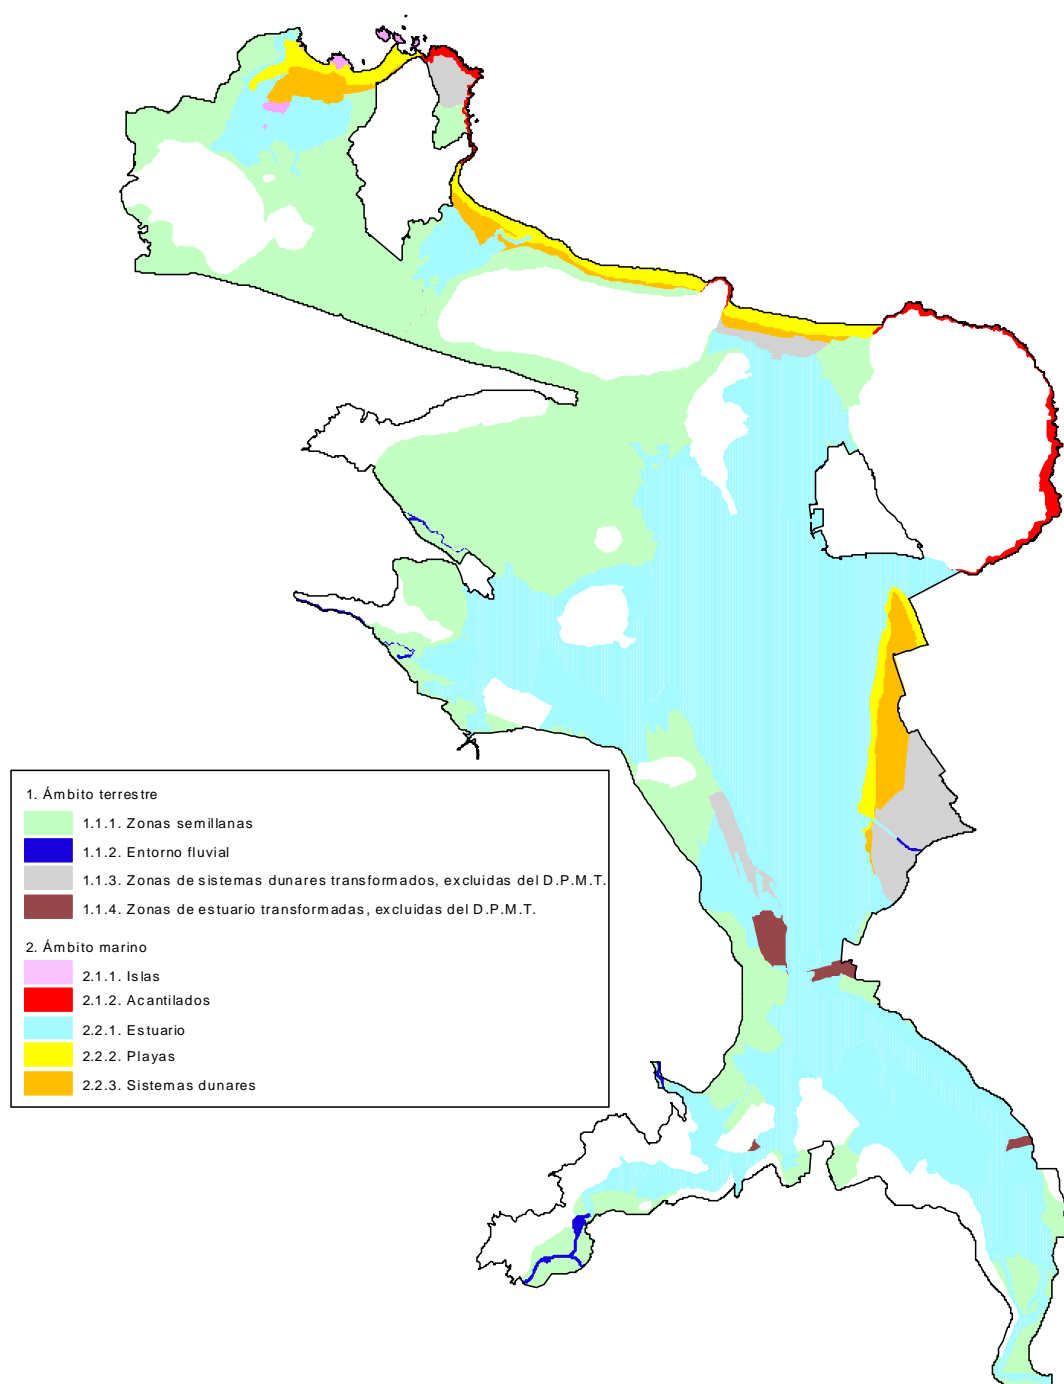 1. Ámbito terrestre
1.1.1. Zonas semillanas
1.1.2. Entorno fluvial
1.1.3. Zonas de sistemas dunares transformados, excluidas del D.P.M.T.
1.1.4. Zonas de estuario transformadas, excluidas del D.P.M.T.
2. Ámbito marino
2.1.1. Islas
2.1.2. Acantilados
2.2.1. Estuario
2.2.2. Playas
2.2.3. Sistemas dunares